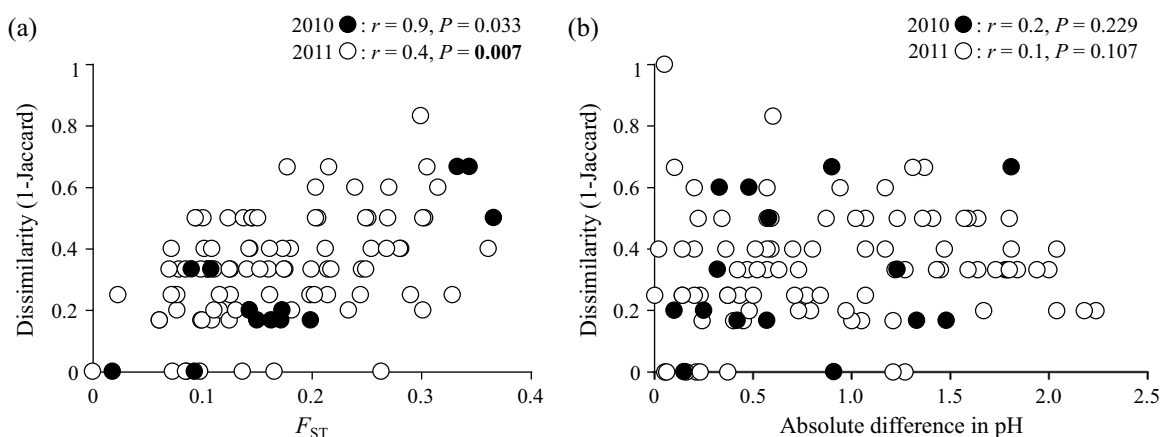 (a)
2010 ●: r = 0.9, P = 0.033
2011 ○: r = 0.4, P = 0.007
Dissimilarity (1-Jaccard)
1
0.8
0.6
0.4
0.2
0
0
0.1
0.2
0.3
0.4
FST
(b)
2010 ●: r = 0.2, P = 0.229
2011 ○: r = 0.1, P = 0.107
Dissimilarity (1-Jaccard)
1
0.8
0.6
0.4
0.2
0
0
0.5
1.0
1.5
2.0
2.5
Absolute difference in pH